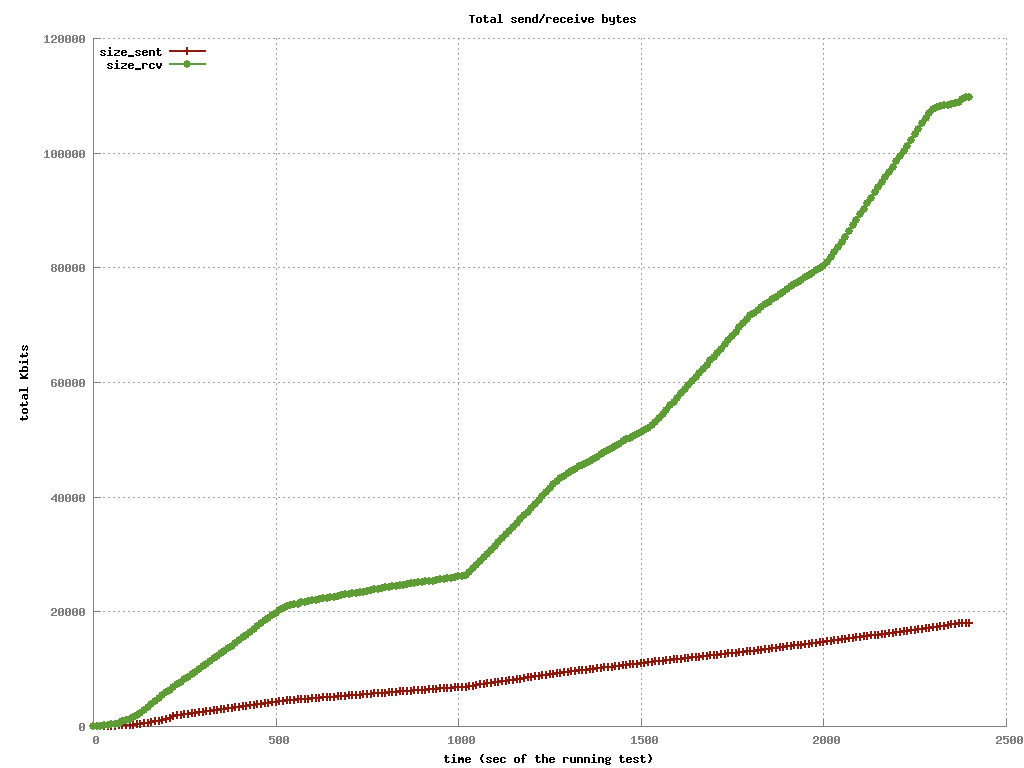 Total send/receive bytes
120000
size_sent
size_rcv
100000
80000
60000
total Kbits
40000
20000
0
0 500 1000 1500 2000 2500
time (sec of the running test)